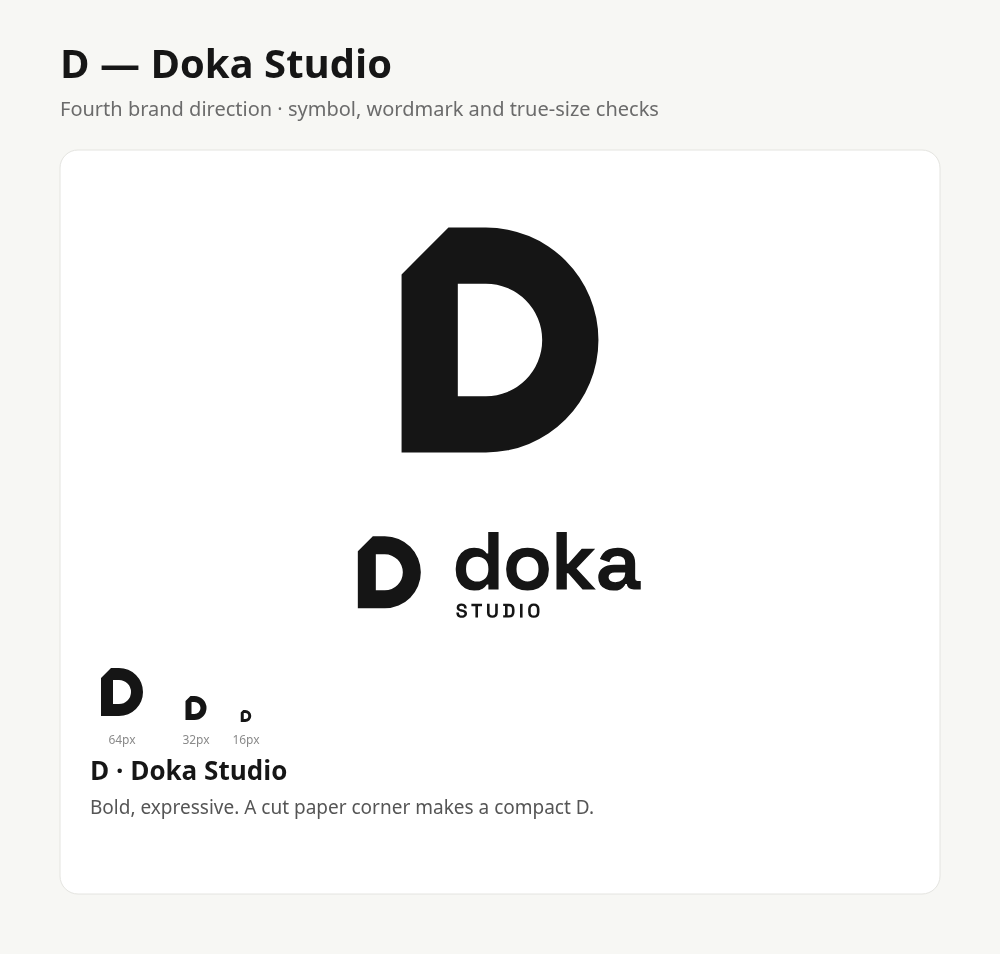 D — Doka Studio
Fourth brand direction · symbol, wordmark and true-size checks
D
D doka
STUDIO
D D D
64px 32px 16px
D · Doka Studio
Bold, expressive. A cut paper corner makes a compact D.